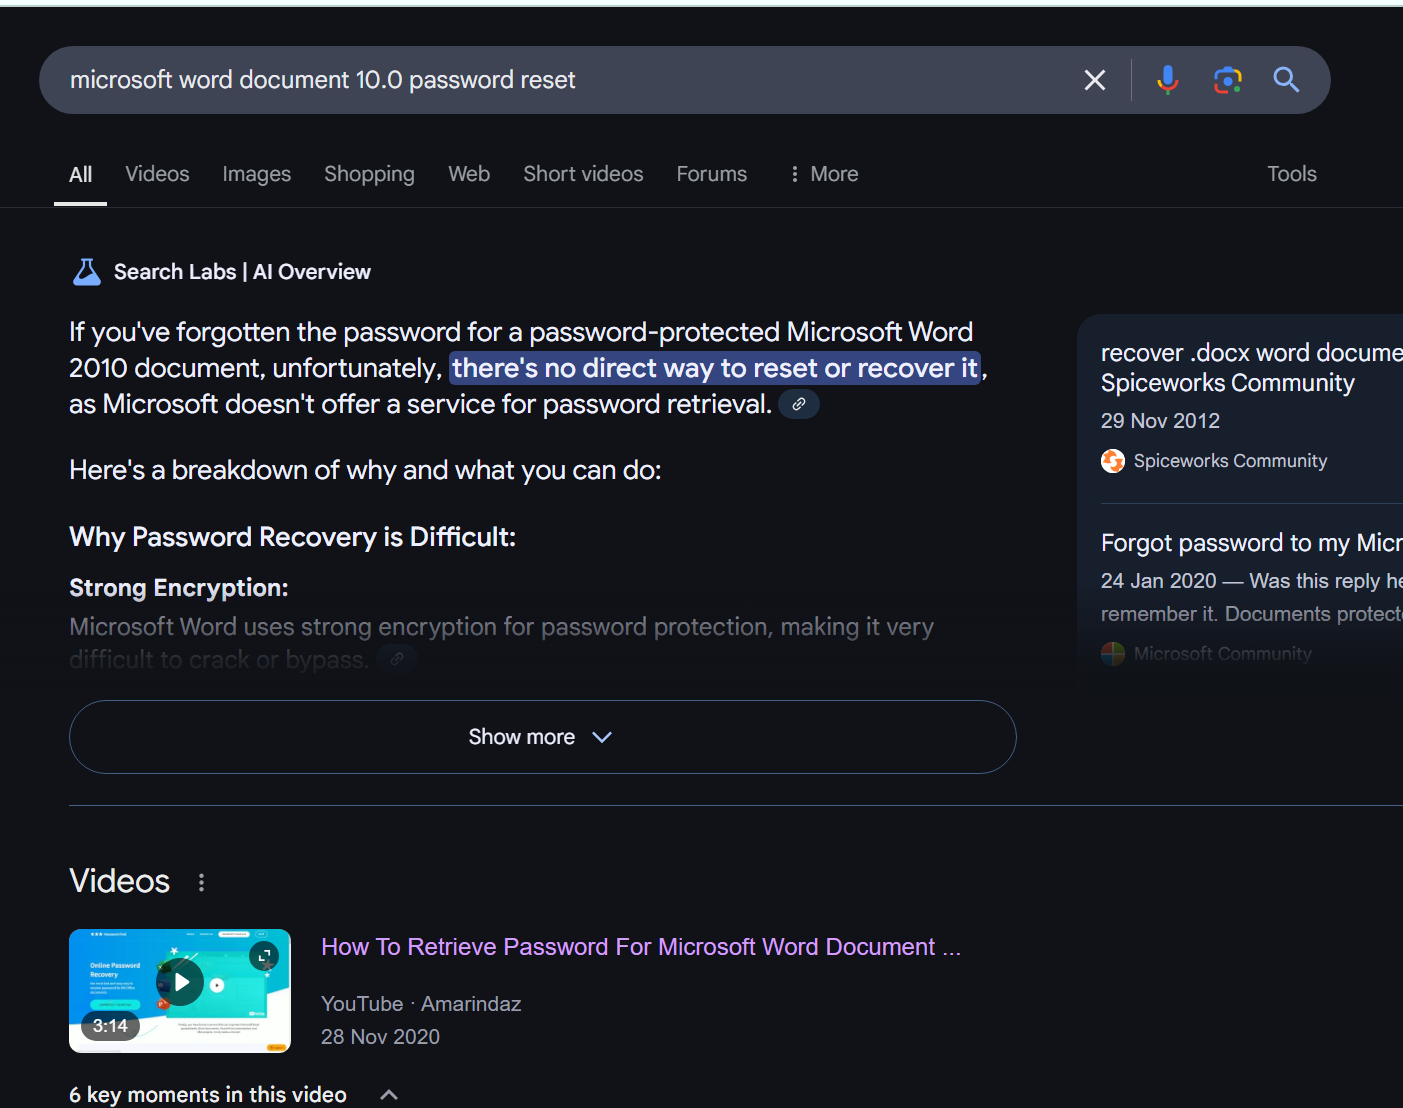 microsoft word document 10.0 password reset
All Videos Images Shopping Web Short videos Forums More Tools
Search Labs | AI Overview
If you've forgotten the password for a password-protected Microsoft Word
2010 document, unfortunately, there's no direct way to reset or recover it,
as Microsoft doesn't offer a service for password retrieval.
Here's a breakdown of why and what you can do:
Why Password Recovery is Difficult:
Strong Encryption:
Microsoft Word uses strong encryption for password protection, making it very
difficult to crack or bypass.
Show more
recover .docx word docume
Spiceworks Community
29 Nov 2012
Spiceworks Community
Forgot password to my Micr
24 Jan 2020 — Was this reply he
remember it. Documents protect
Microsoft Community
Videos
Online Password
Recovery
3:14
How To Retrieve Password For Microsoft Word Document ...
YouTube · Amarindaz
28 Nov 2020
6 key moments in this video